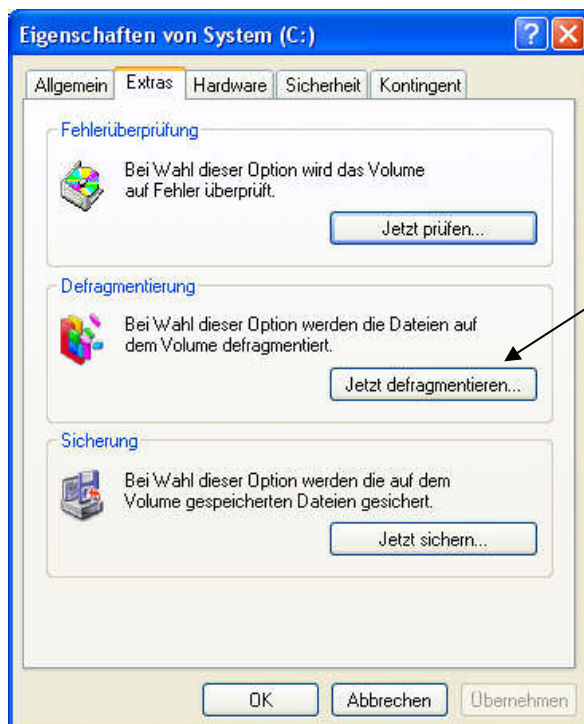 Eigenschaften von System (C:)
Allgemein Extras Hardware Sicherheit Kontingent
Fehlerüberprüfung
Bei Wahl dieser Option wird das Volume
auf Fehler überprüft.
Jetzt prüfen...
Defragmentierung
Bei Wahl dieser Option werden die Dateien auf
dem Volume defragmentiert.
Jetzt defragmentieren...
Sicherung
Bei Wahl dieser Option werden die auf dem
Volume gespeicherten Dateien gesichert.
Jetzt sichern...
OK Abbrechen Übernehmen